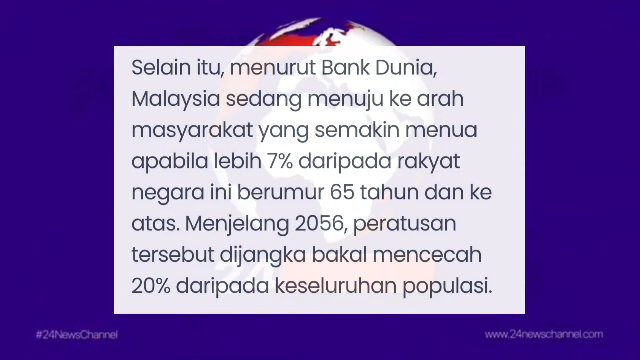 Selain itu, menurut Bank Dunia,
Malaysia sedang menuju ke arah
masyarakat yang semakin menua
apabila lebih 7% daripada rakyat
negara ini berumur 65 tahun dan ke
atas. Menjelang 2056, peratusan
tersebut dijangka bakal mencecah
20% daripada keseluruhan populasi.
#24NewsChannel
www.24newschannel.com